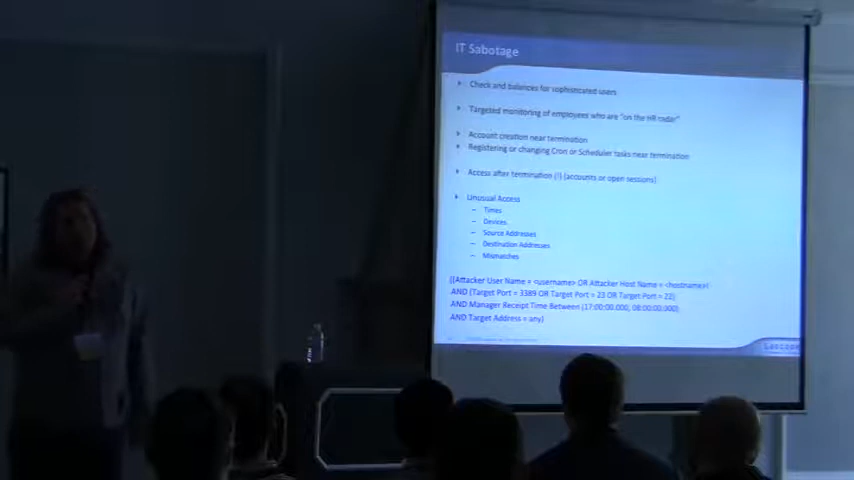 IT Sabotage
Check and balances for sophisticated users
Targeted monitoring of employees who are "on the HR radar"
Account creation near termination
Registering or changing Cron or Scheduler tasks near termination
Access after termination (!) (accounts or open sessions)
Unusual Access
– Times
– Devices
– Source Addresses
– Destination Addresses
– Mismatches
((Attacker User Name = <username> OR Attacker Host Name = <hostname>)
AND (Target Port = 3389 OR Target Port = 23 OR Target Port = 22)
AND Manager Receipt Time Between (17:00:00.000, 08:00:00.000)
AND Target Address = any)